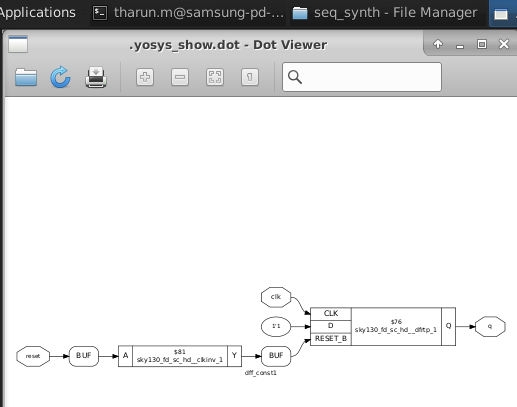 Applications
tharun.m@samsung-pd-...
seq_synth - File Manager
.yosys_show.dot - Dot Viewer
clk
1'1
CLK
D
RESET_B
$76
sky130_fd_sc_hd__dfrtp_1
Q
q
reset
BUF
A
$81
sky130_fd_sc_hd__clkinv_1
Y
BUF
dff_const1